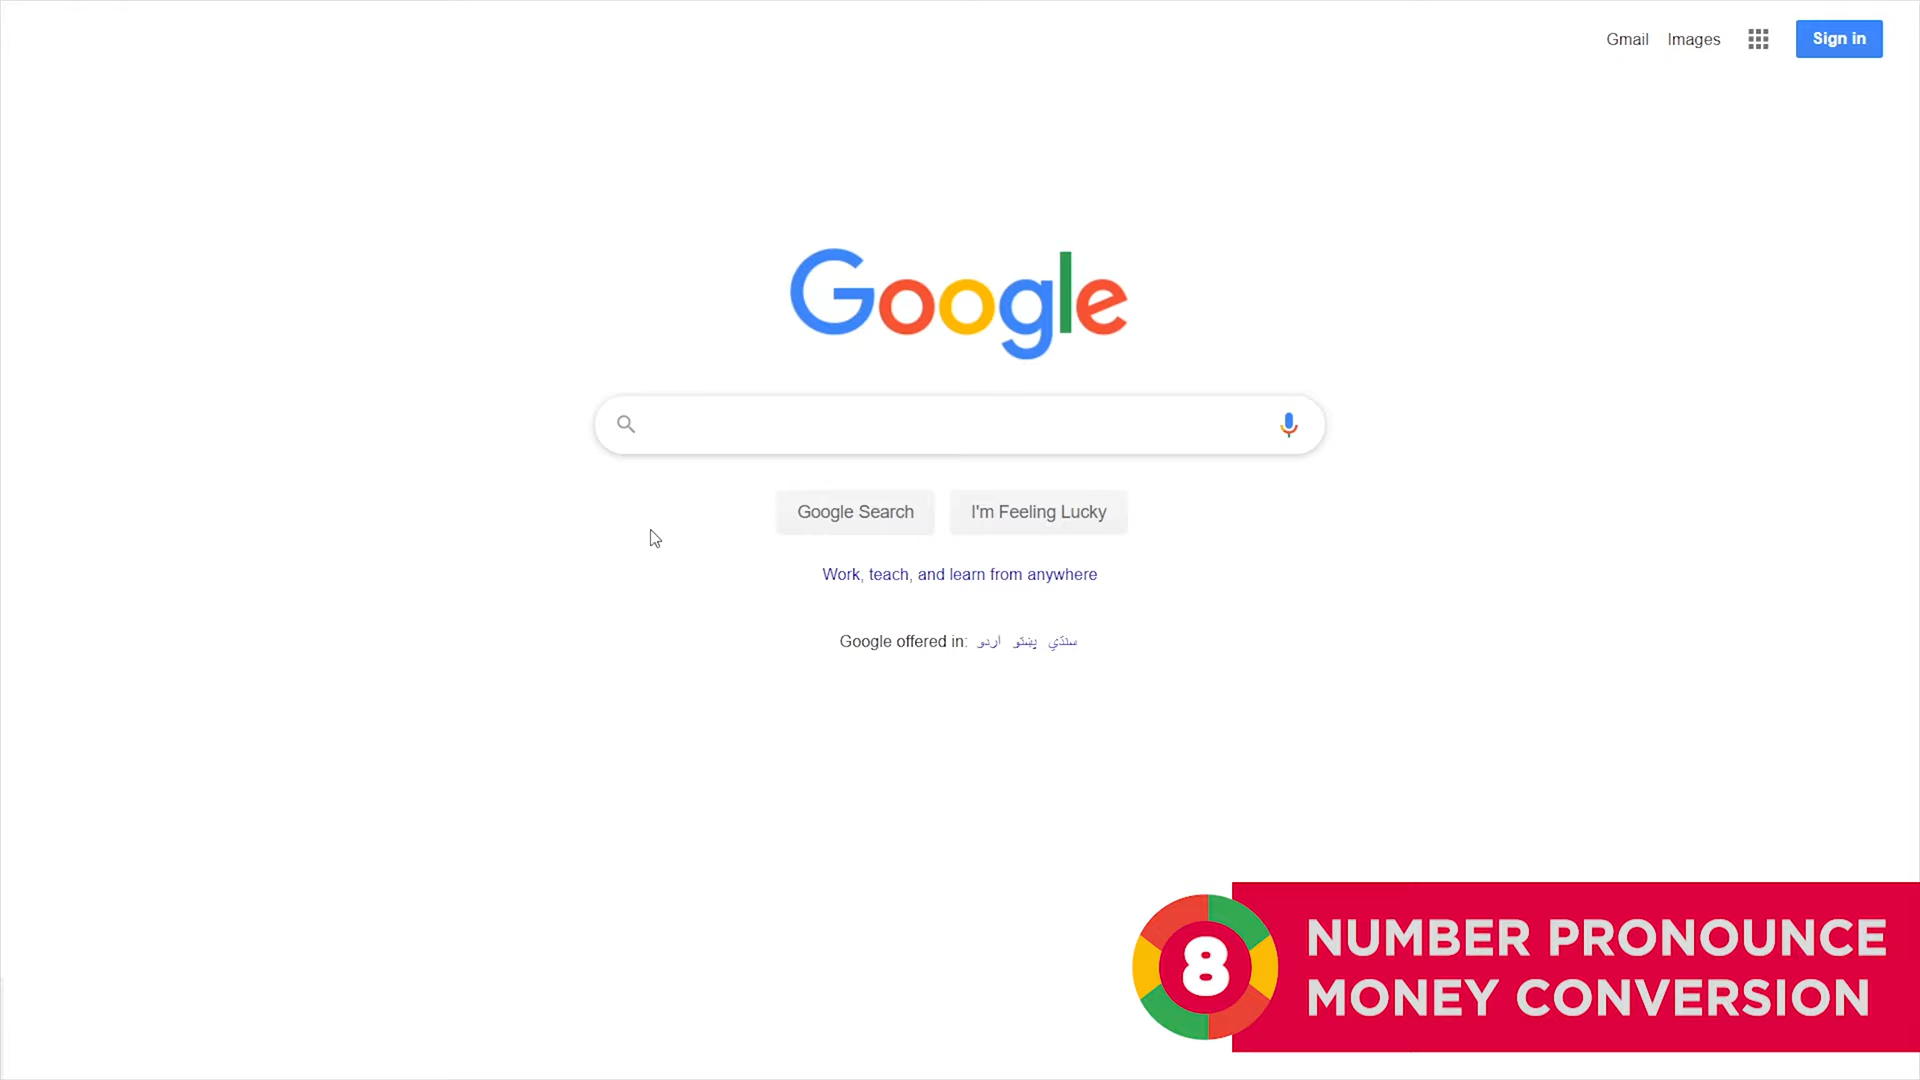 Gmail Images Sign in
Google
Google Search I'm Feeling Lucky
Work, teach, and learn from anywhere
Google offered in: اردو پښتو سنڌي
8
NUMBER PRONOUNCE
MONEY CONVERSION